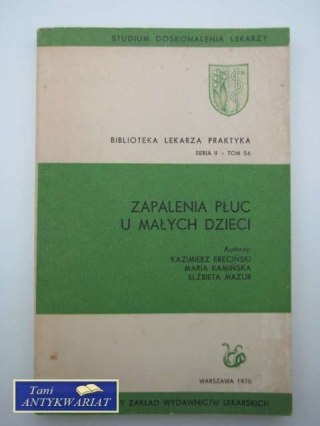 STUDIUM DOSKONALENIA LEKARZY
BIBLIOTEKA LEKARZA PRAKTYKA
SERIA II • TOM 56
ZAPALENIA PŁUC
U MAŁYCH DZIECI
Autorzy:
KAZIMIERZ ERECIŃSKI
MARIA KAMIŃSKA
ELŻBIETA MAZUR
WARSZAWA 1970
Y ZAKŁAD WYDAWNICTW LEKARSKICH
Tani
ANTYKWARIAT